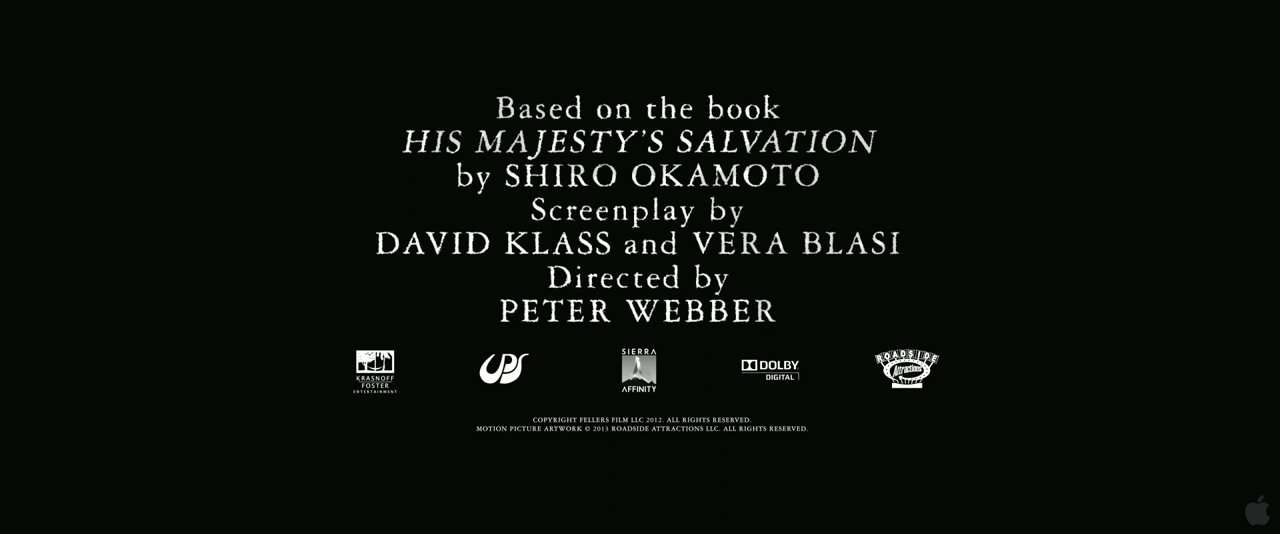 Based on the book
HIS MAJESTY'S SALVATION
by SHIRO OKAMOTO
Screenplay by
DAVID KLASS and VERA BLASI
Directed by
PETER WEBBER
KRASNOFF
FOSTER
ENTERTAINMENT
SIERRA
AFFINITY
DOLBY
DIGITAL
ROADSIDE
Attractions
COPYRIGHT FELLERS FILM LLC 2012. ALL RIGHTS RESERVED.
MOTION PICTURE ARTWORK © 2013 ROADSIDE ATTRACTIONS LLC. ALL RIGHTS RESERVED.